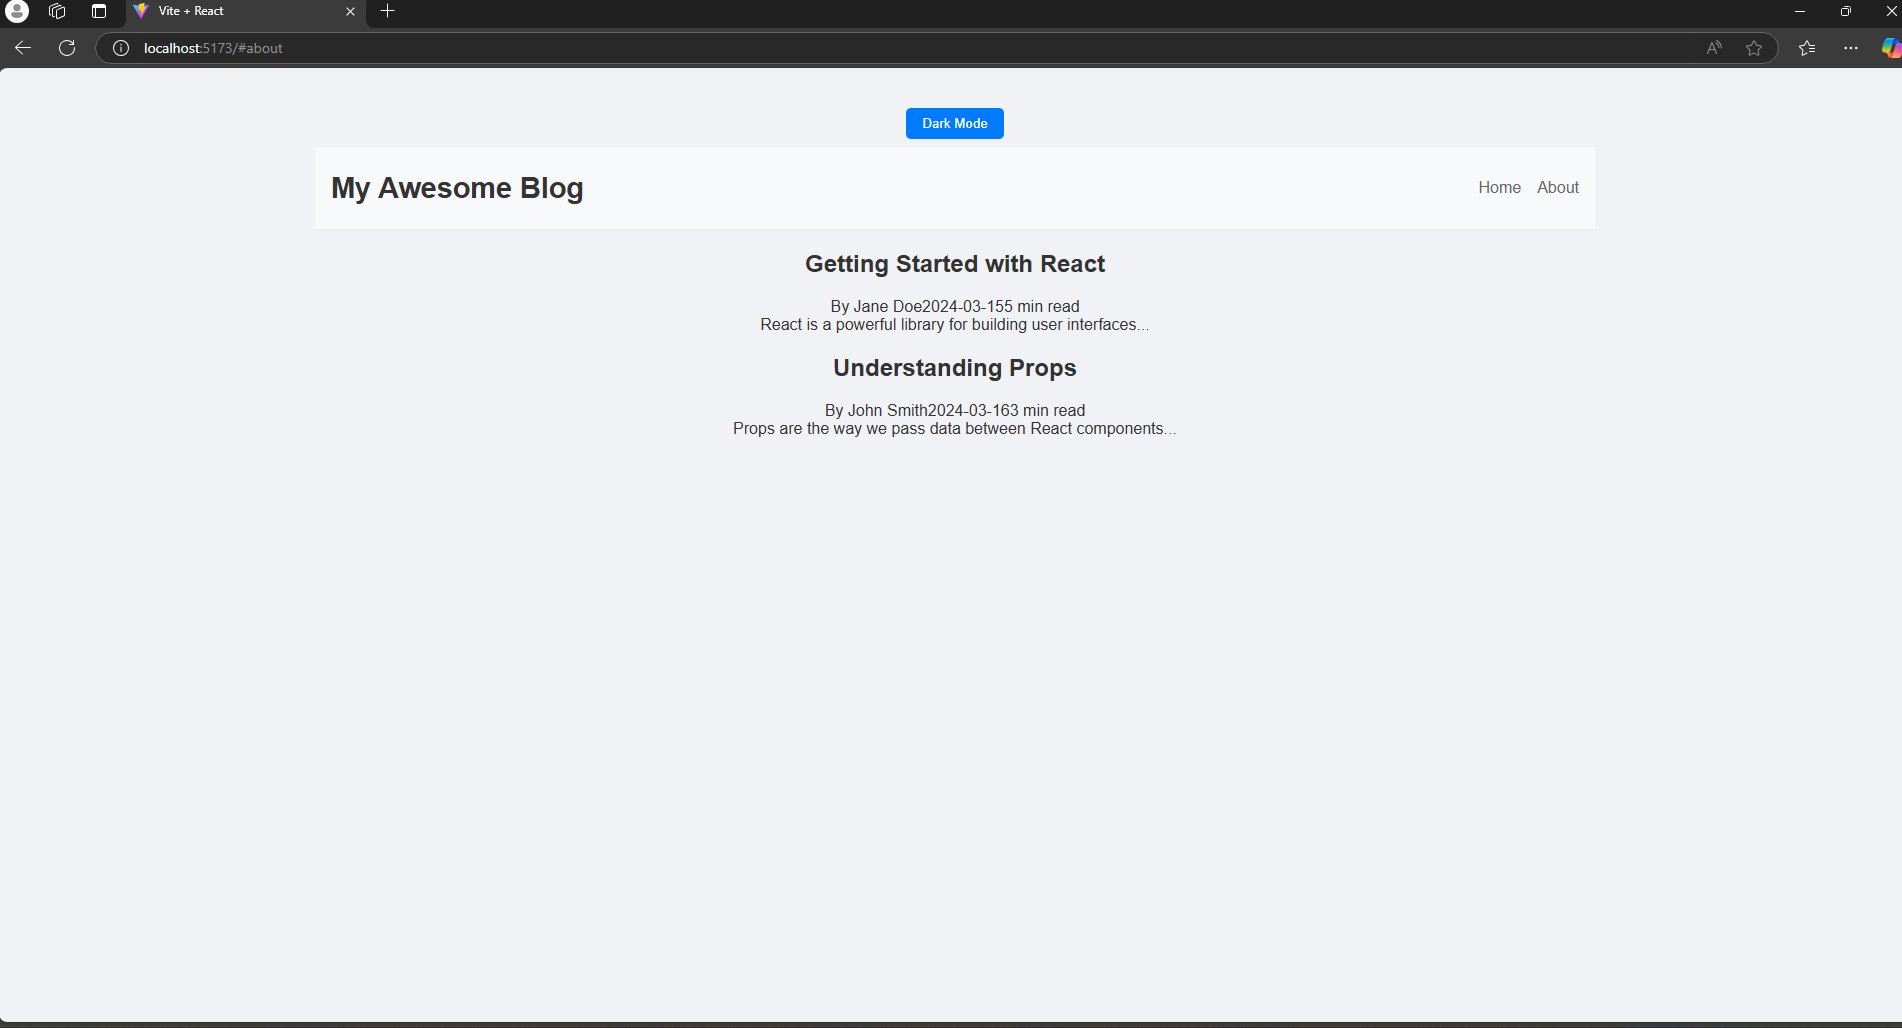 Vite + React
localhost:5173/#about
Dark Mode
My Awesome Blog
Home About
Getting Started with React
By Jane Doe2024-03-155 min read
React is a powerful library for building user interfaces...
Understanding Props
By John Smith2024-03-163 min read
Props are the way we pass data between React components...